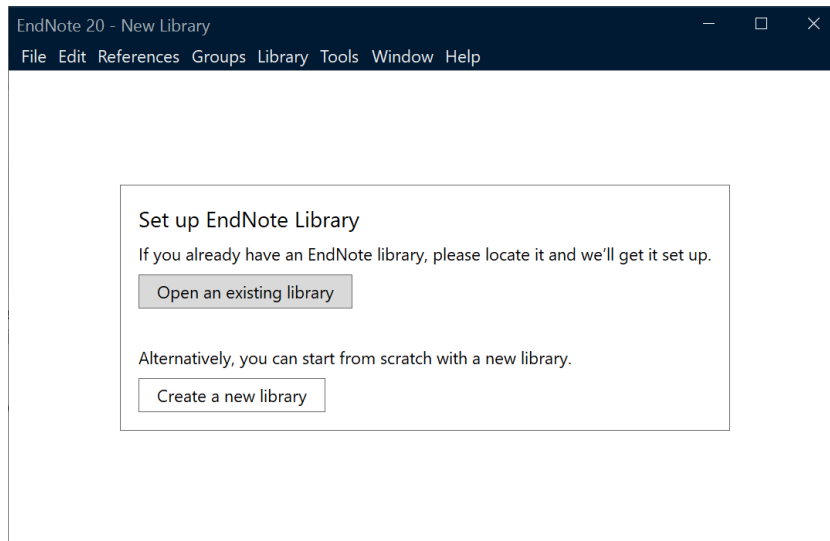 EndNote 20 - New Library
File Edit References Groups Library Tools Window Help
Set up EndNote Library
If you already have an EndNote library, please locate it and we'll get it set up.
Open an existing library
Alternatively, you can start from scratch with a new library.
Create a new library